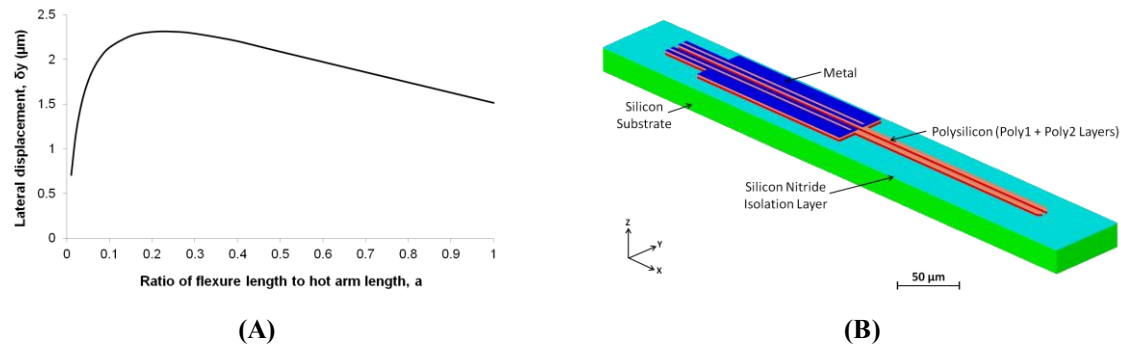 2.5
2
1.5
1
0.5
0
Lateral displacement, δy (μm)
0 0.1 0.2 0.3 0.4 0.5 0.6 0.7 0.8 0.9 1
Ratio of flexure length to hot arm length, a
(A)
Metal
Silicon
Substrate
Polysilicon (Poly1 + Poly2 Layers)
Silicon Nitride
Isolation Layer
Z
Y
X
50 μm
(B)